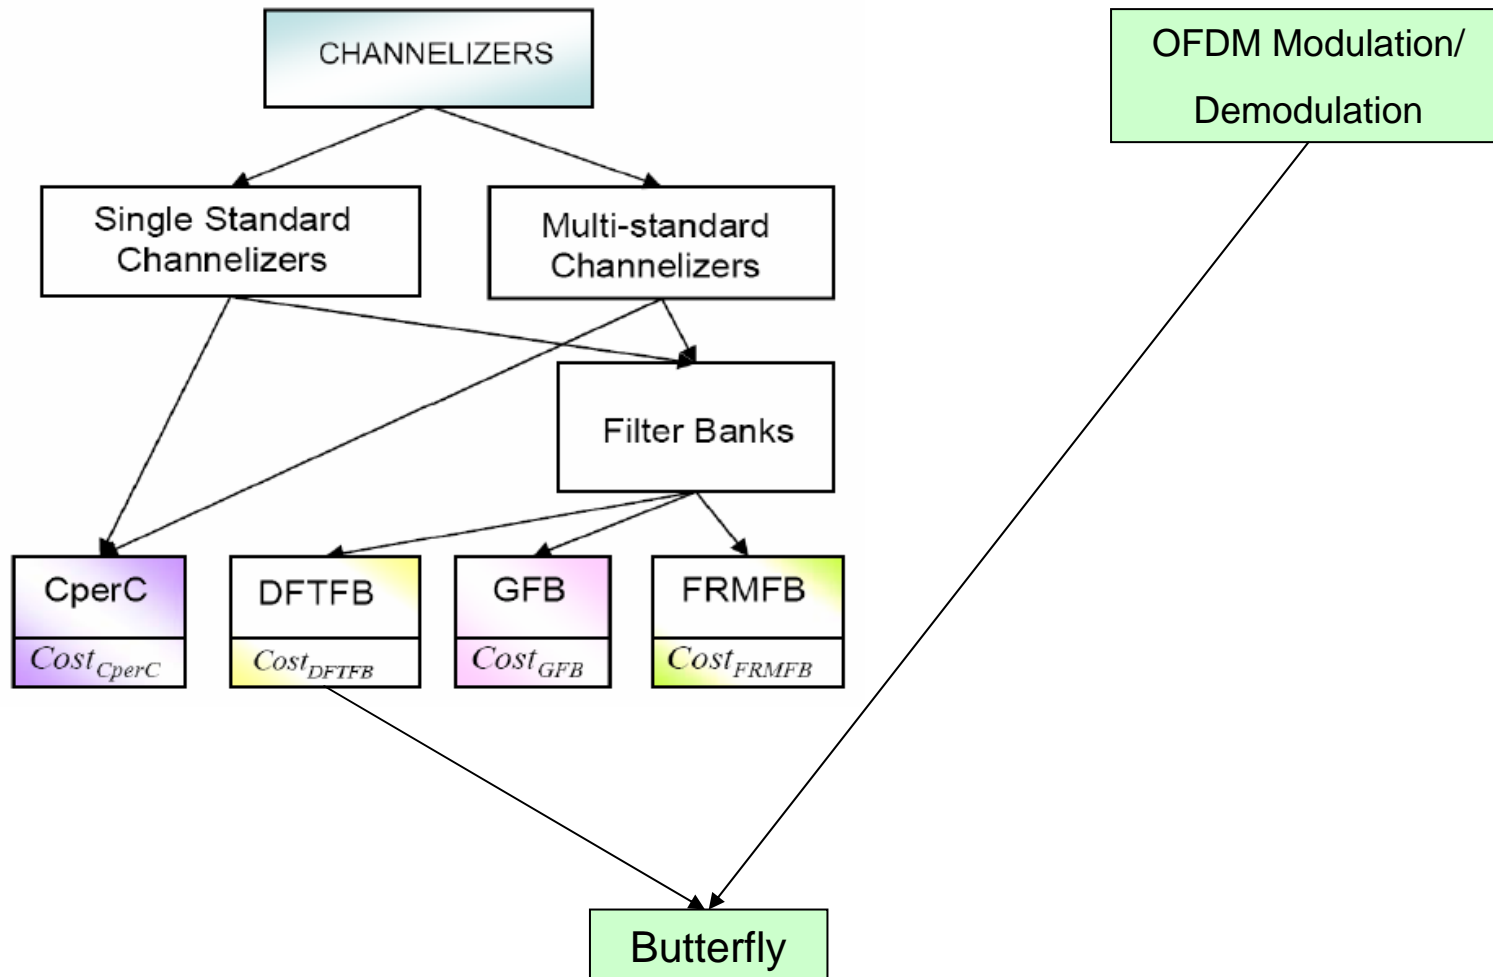 CHANNELIZERS
OFDM Modulation/
Demodulation
Single Standard
Channelizers
Multi-standard
Channelizers
Filter Banks
CperC
DFTFB
GFB
FRMFB
Cost_CperC
Cost_DFTFB
Cost_GFB
Cost_FRMFB
Butterfly